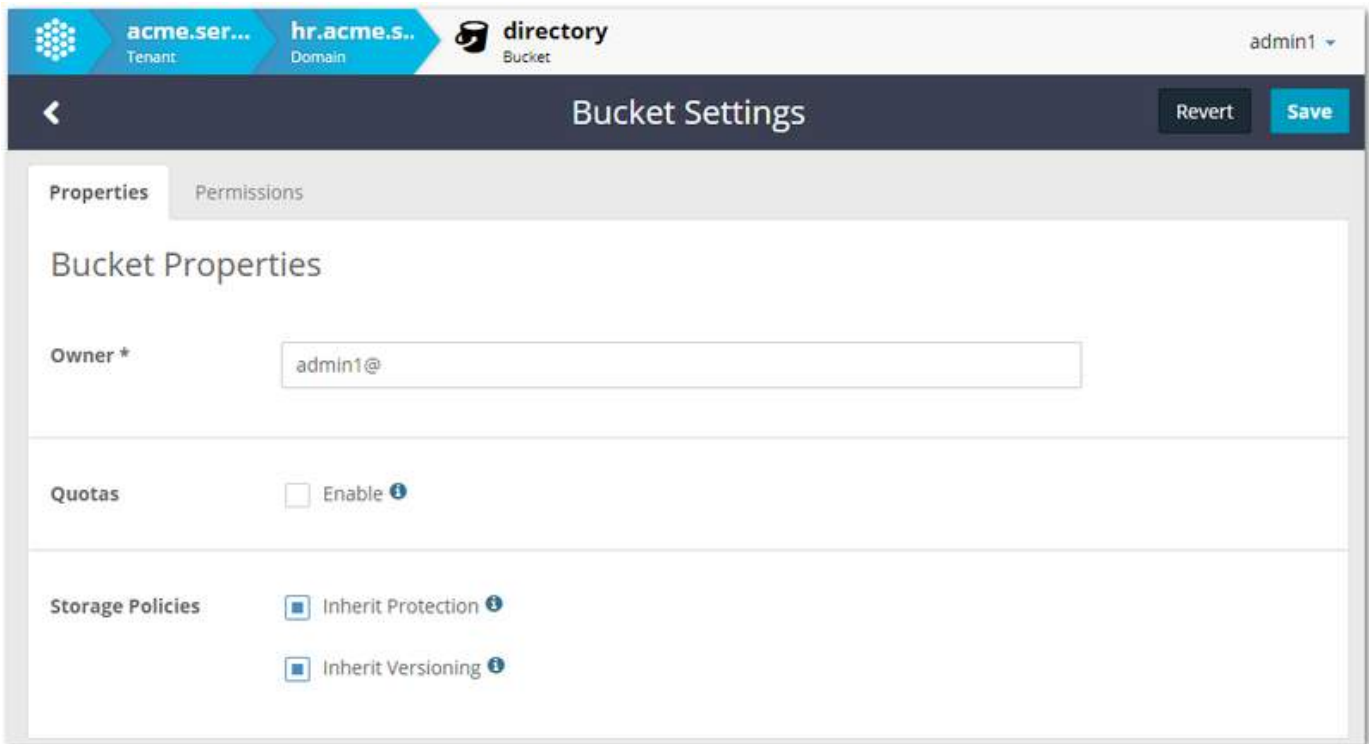 acme.ser... hr.acme.s.. directory
Tenant Domain Bucket
admin1
Bucket Settings
Revert Save
Properties Permissions
Bucket Properties
Owner * admin1@
Quotas Enable
Storage Policies Inherit Protection
Inherit Versioning